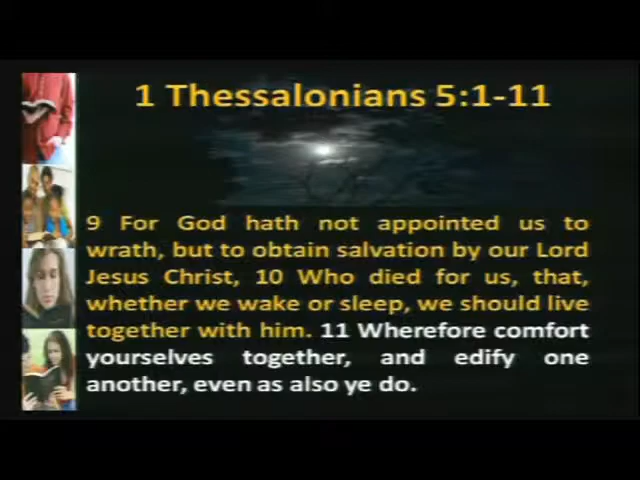 1 Thessalonians 5:1-11
9 For God hath not appointed us to
wrath, but to obtain salvation by our Lord
Jesus Christ, 10 Who died for us, that,
whether we wake or sleep, we should live
together with him. 11 Wherefore comfort
yourselves together, and edify one
another, even as also ye do.